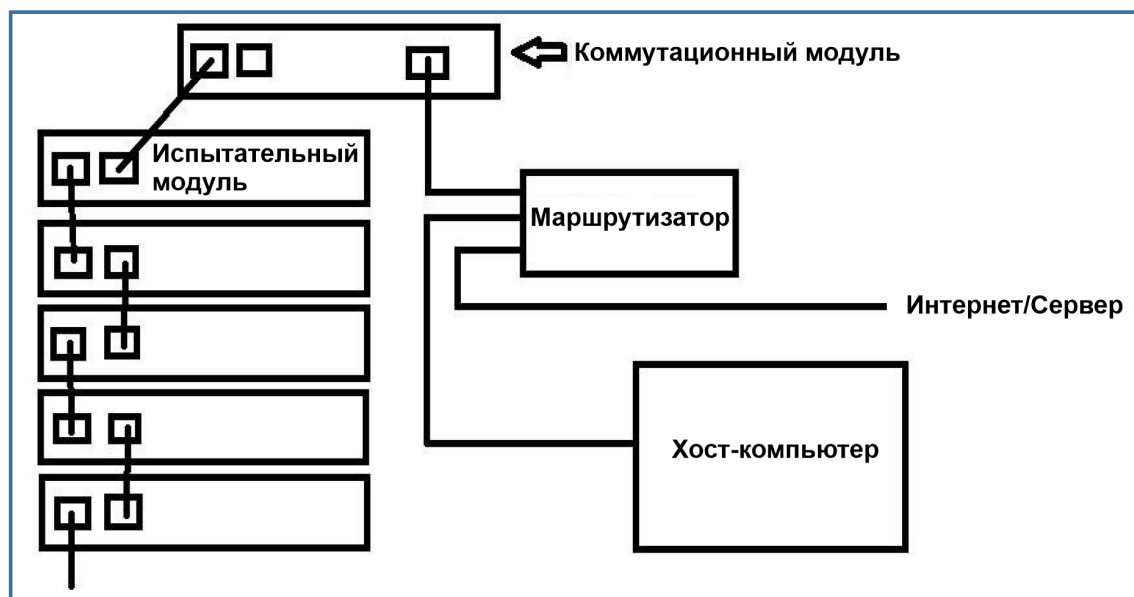 Коммутационный модуль
Испытательный
модуль
Маршрутизатор
Интернет/Сервер
Хост-компьютер